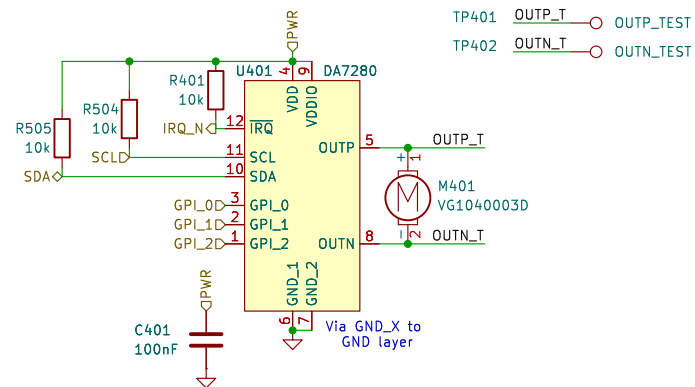 TP401 OUTP_T OUTP_TEST
TP402 OUTN_T OUTN_TEST
PWR
U401 DA7280
4 9
VDD
VDDIO
R401
10k
R504
10k
R505
10k
IRQ_N 12 IRQ
SCL 11 SCL
SDA 10 SDA
GPI_0 3 GPI_0
GPI_1 2 GPI_1
GPI_2 1 GPI_2
OUTP 5 OUTP_T
+ 1
M
M401
VG1040003D
- 2
OUTN 8 OUTN_T
GND_1
GND_2
6 7
Via GND_X to
GND layer
PWR
C401
100nF